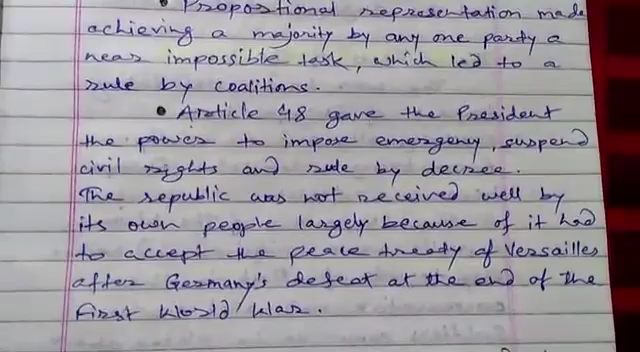 • Proportional representation made
achieving a majority by any one party a
near impossible task, which led to a
rule by coalitions.
• Article 48 gave the President
the power to impose emergency, suspend
civil rights and rule by decree.
The republic was not received well by
its own people largely because of it had
to accept the peace treaty of Versailles
after Germany's defeat at the end of the
First World War.